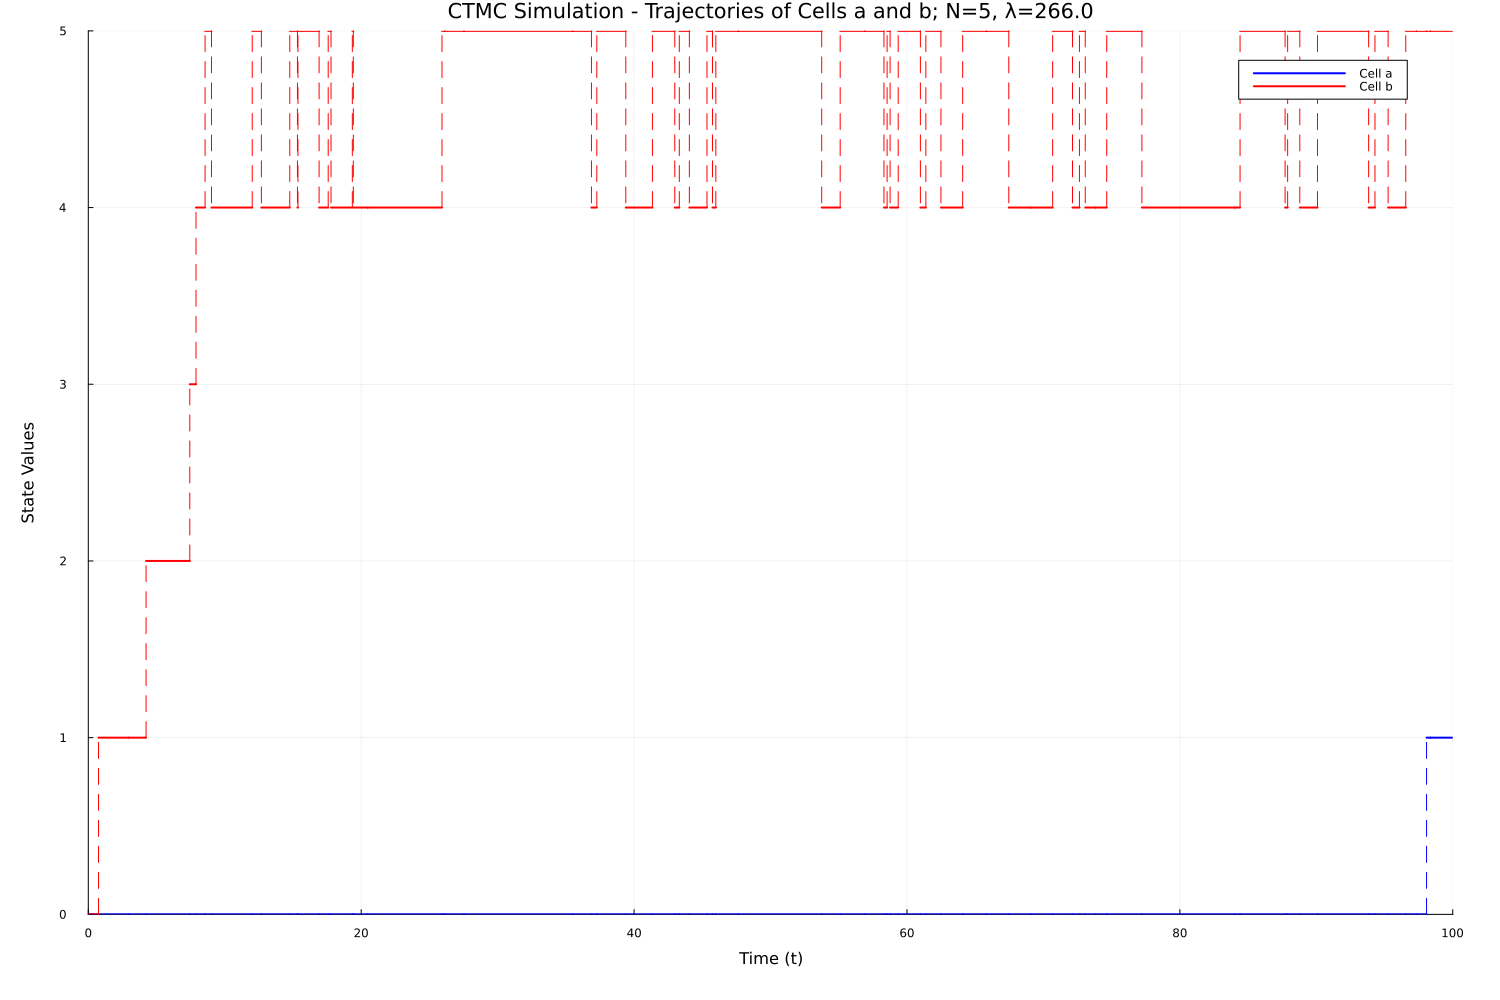 CTMC Simulation - Trajectories of Cells a and b; N=5, λ=266.0
5
Cell a
Cell b
4
3
State Values
2
1
0
0 20 40 60 80 100
Time (t)